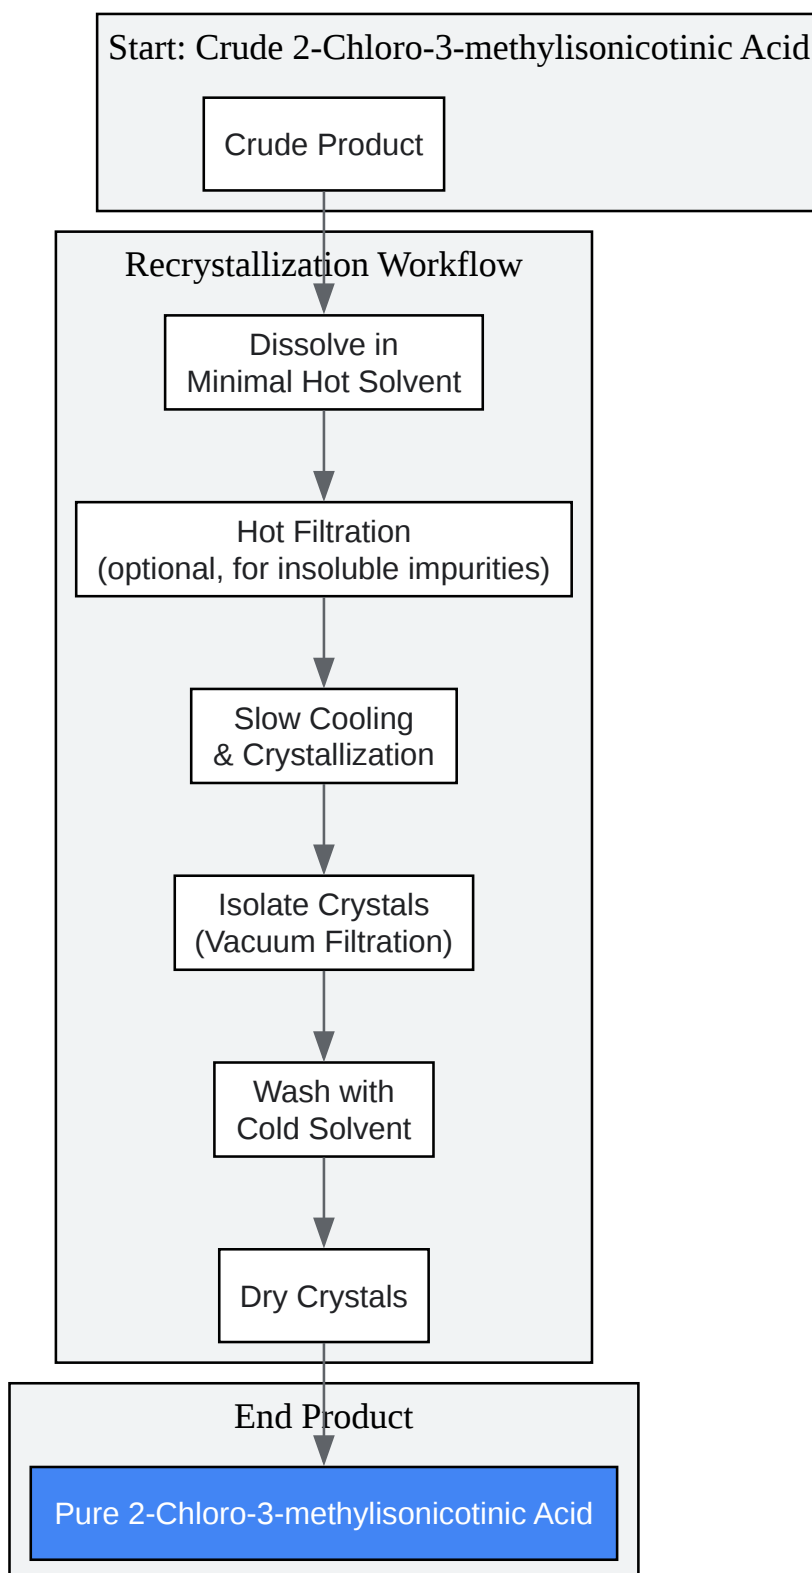 Start: Crude 2-Chloro-3-methylisonicotinic Acid
Crude Product
Recrystallization Workflow
Dissolve in
Minimal Hot Solvent
Hot Filtration
(optional, for insoluble impurities)
Slow Cooling
& Crystallization
Isolate Crystals
(Vacuum Filtration)
Wash with
Cold Solvent
Dry Crystals
End Product
Pure 2-Chloro-3-methylisonicotinic Acid